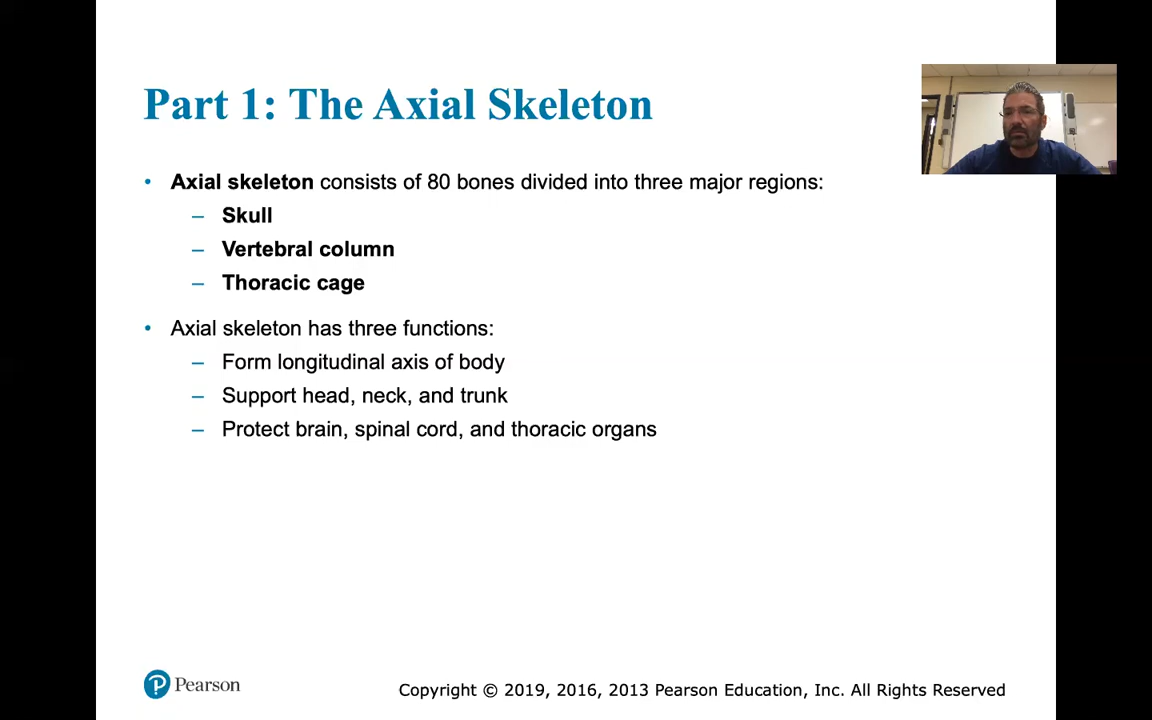 Part 1: The Axial Skeleton
• Axial skeleton consists of 80 bones divided into three major regions:
– Skull
– Vertebral column
– Thoracic cage
• Axial skeleton has three functions:
– Form longitudinal axis of body
– Support head, neck, and trunk
– Protect brain, spinal cord, and thoracic organs
P Pearson
Copyright © 2019, 2016, 2013 Pearson Education, Inc. All Rights Reserved